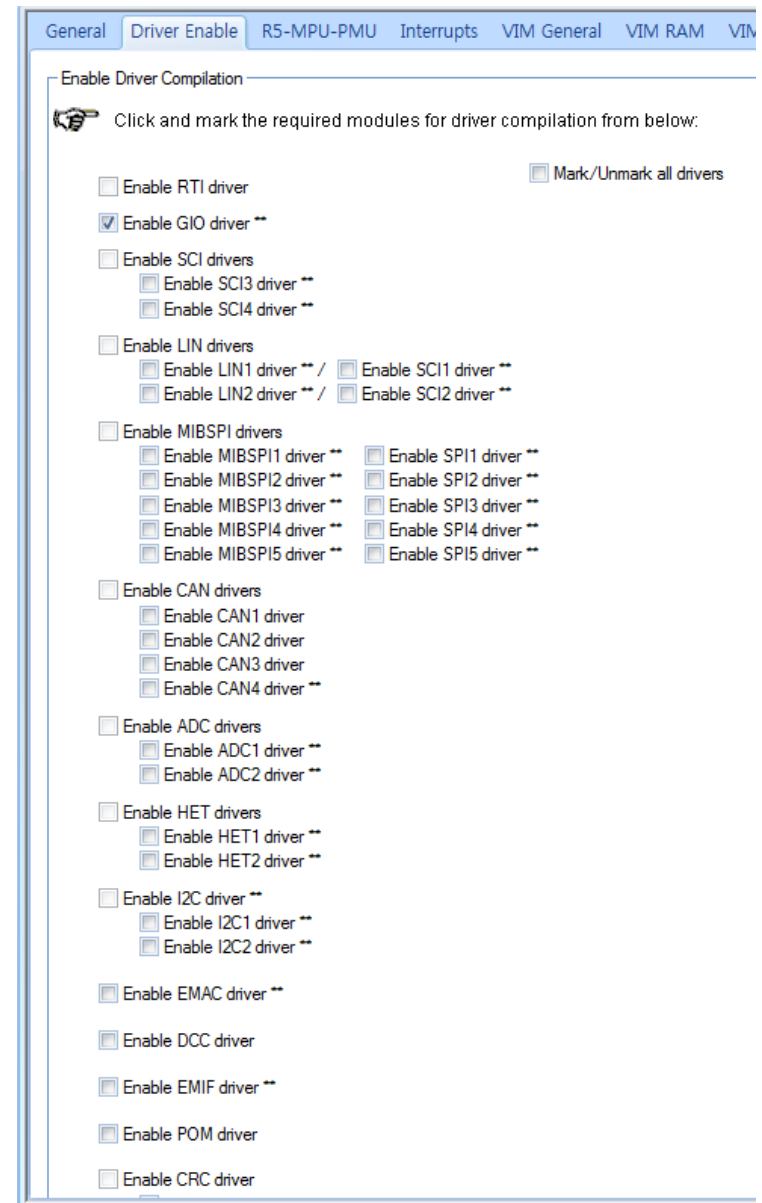 General Driver Enable R5-MPU-PMU Interrupts VIM General VIM RAM VIM
Enable Driver Compilation
Click and mark the required modules for driver compilation from below:
Mark/Unmark all drivers
Enable RTI driver
Enable GIO driver **
Enable SCI drivers
Enable SCI3 driver **
Enable SCI4 driver **
Enable LIN drivers
Enable LIN1 driver ** / Enable SCI1 driver **
Enable LIN2 driver ** / Enable SCI2 driver **
Enable MIBSPI drivers
Enable MIBSPI1 driver ** Enable SPI1 driver **
Enable MIBSPI2 driver ** Enable SPI2 driver **
Enable MIBSPI3 driver ** Enable SPI3 driver **
Enable MIBSPI4 driver ** Enable SPI4 driver **
Enable MIBSPI5 driver ** Enable SPI5 driver **
Enable CAN drivers
Enable CAN1 driver
Enable CAN2 driver
Enable CAN3 driver
Enable CAN4 driver **
Enable ADC drivers
Enable ADC1 driver **
Enable ADC2 driver **
Enable HET drivers
Enable HET1 driver **
Enable HET2 driver **
Enable I2C driver **
Enable I2C1 driver **
Enable I2C2 driver **
Enable EMAC driver **
Enable DCC driver
Enable EMIF driver **
Enable POM driver
Enable CRC driver